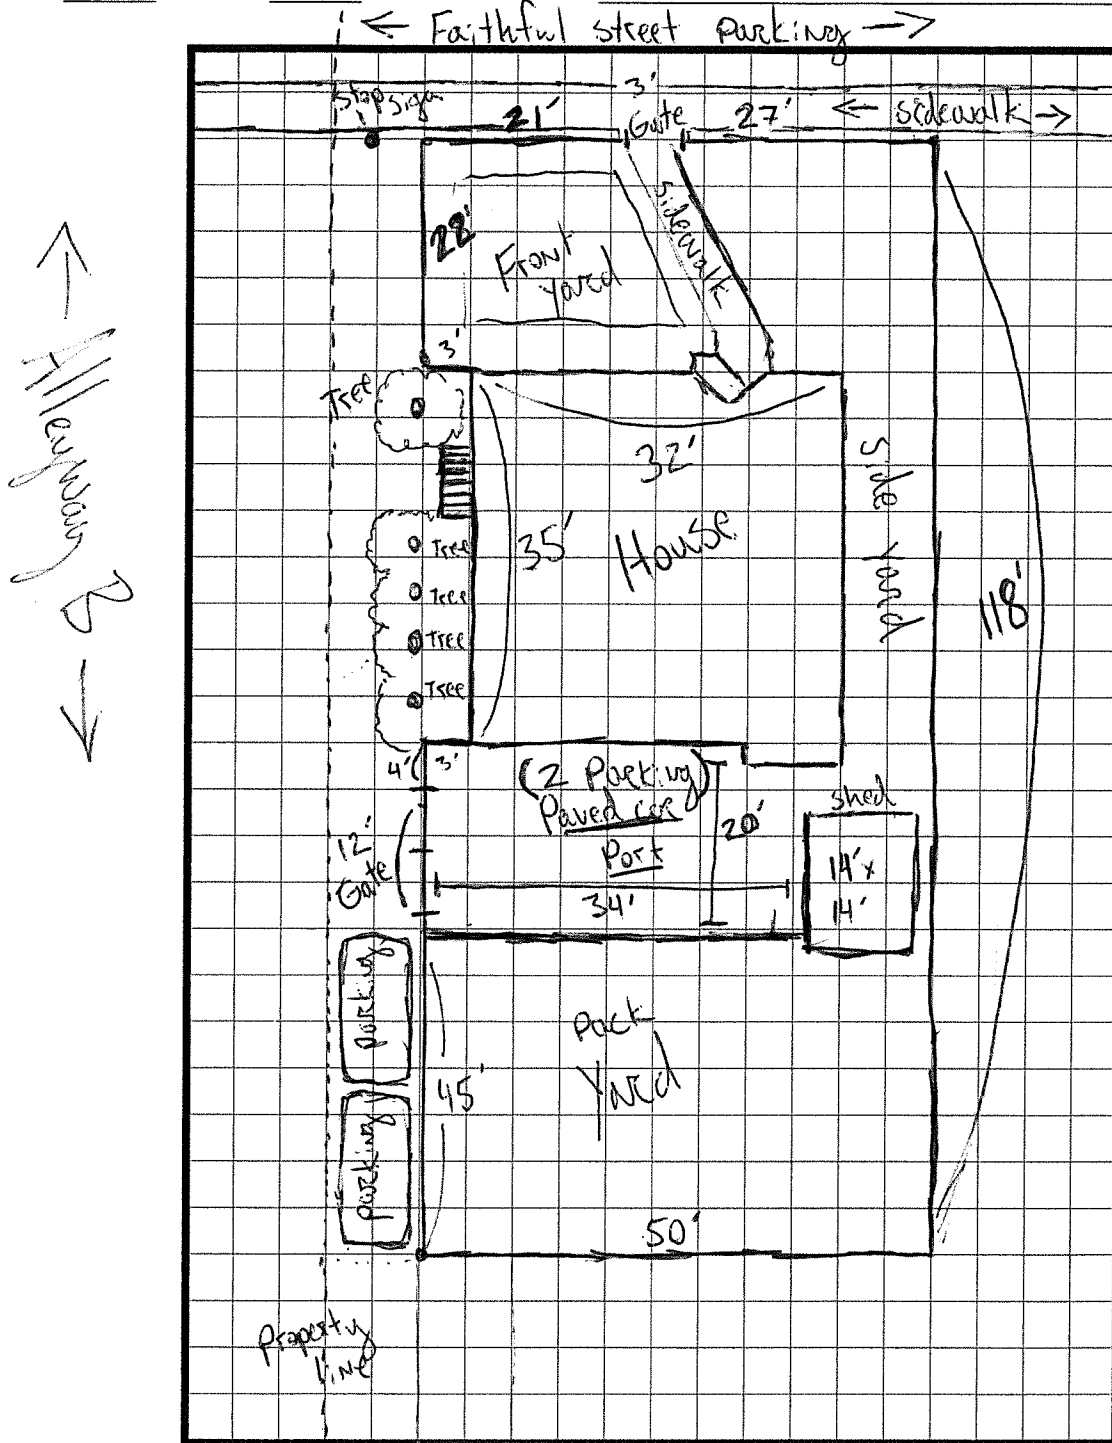 ← Faithful street parking →
3'
stop sign
21'
Gate
27'
← sidewalk →
28'
sidewalk
Front
Yard
3'
Tree
32'
← Alleyway B →
35'
House
Side Yard
118'
Tree
Tree
Tree
Tree
4'
3'
(2 Parking)
Paved car
Port
20'
shed
14' x
14'
12'
Gate
34'
parking
parking
45'
Yard
50'
Property
line